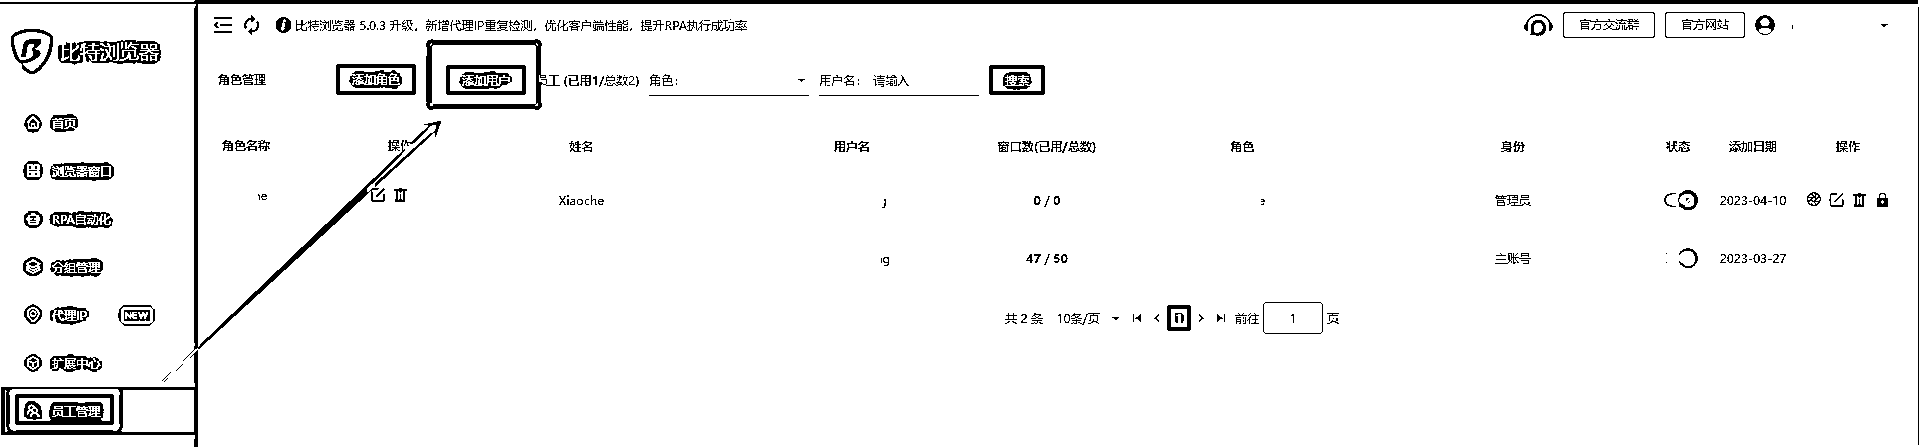 比特浏览器 5.0.3 升级，新增代理IP重复检测，优化客户端性能，提升RPA执行成功率
官方交流群 官方网站
比特浏览器
角色管理 添加角色 添加用户 员工 (已用1/总数2) 角色： 用户名： 请输入 搜索
首页
浏览器窗口
RPA自动化
分组管理
代理IP NEW
扩展中心
员工管理
角色名称 操作 姓名 用户名 窗口数(已用/总数) 角色 身份 状态 添加日期 操作
Xiaoche 0 / 0 管理员 2023-04-10
47 / 50 主账号 2023-03-27
共 2 条 10条/页 1 前往 1 页